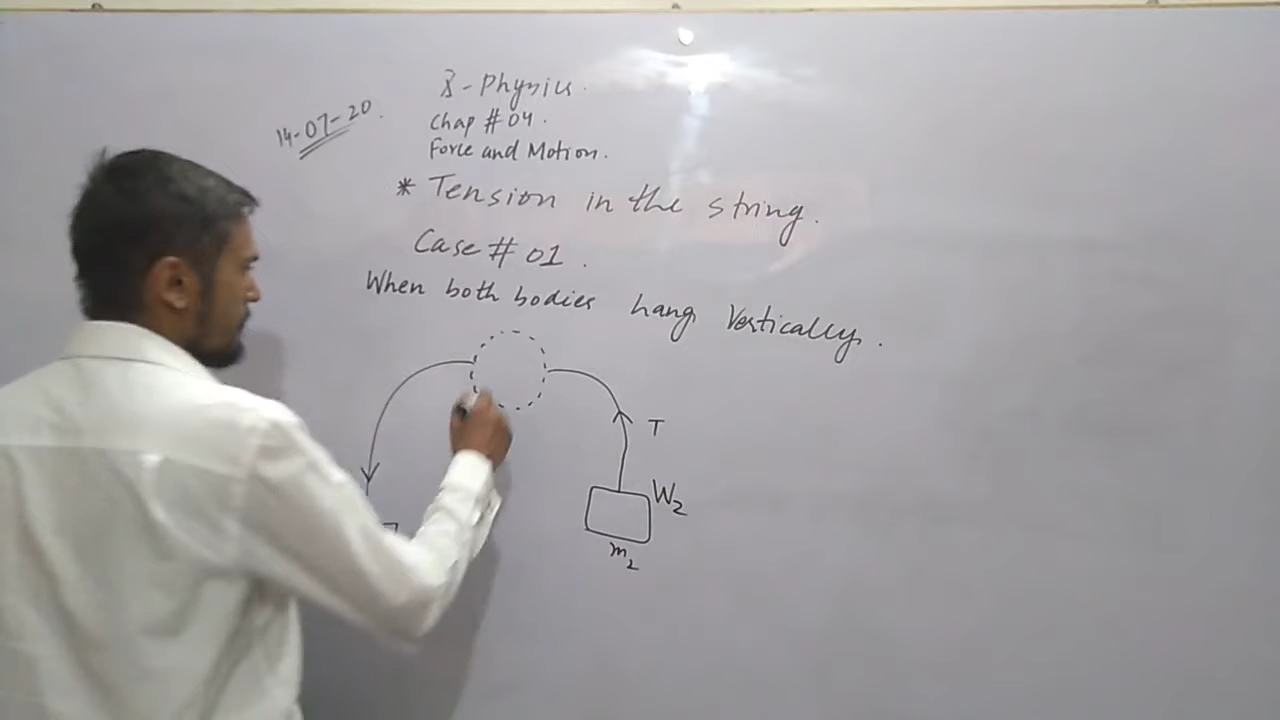 14-07-20.
X-Physics.
Chap # 04.
Force and Motion.
* Tension in the string.
Case # 01.
When both bodies hang Vertically.
T
W2
m2